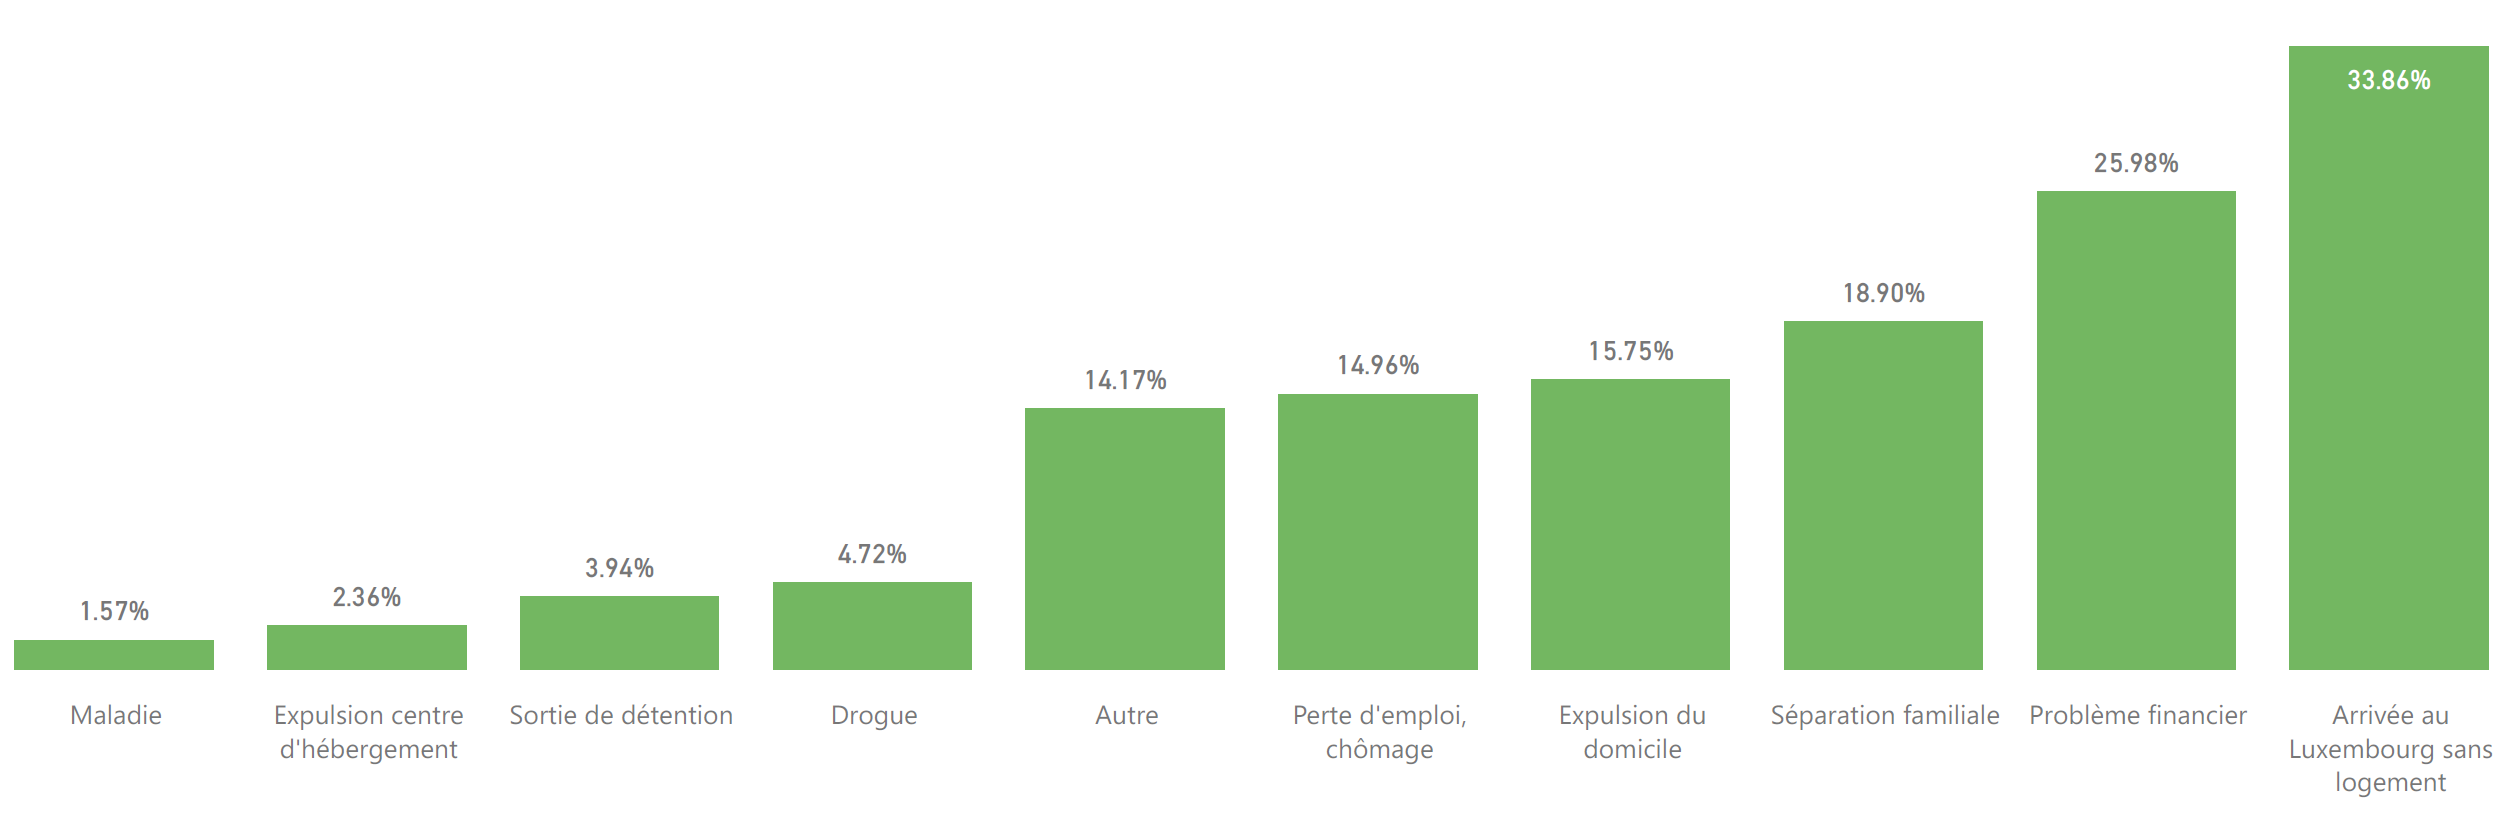 33.86%
25.98%
18.90%
15.75%
14.96%
14.17%
4.72%
3.94%
2.36%
1.57%
Maladie
Expulsion centre
d'hébergement
Sortie de détention
Drogue
Autre
Perte d'emploi,
chômage
Expulsion du
domicile
Séparation familiale
Problème financier
Arrivée au
Luxembourg sans
logement